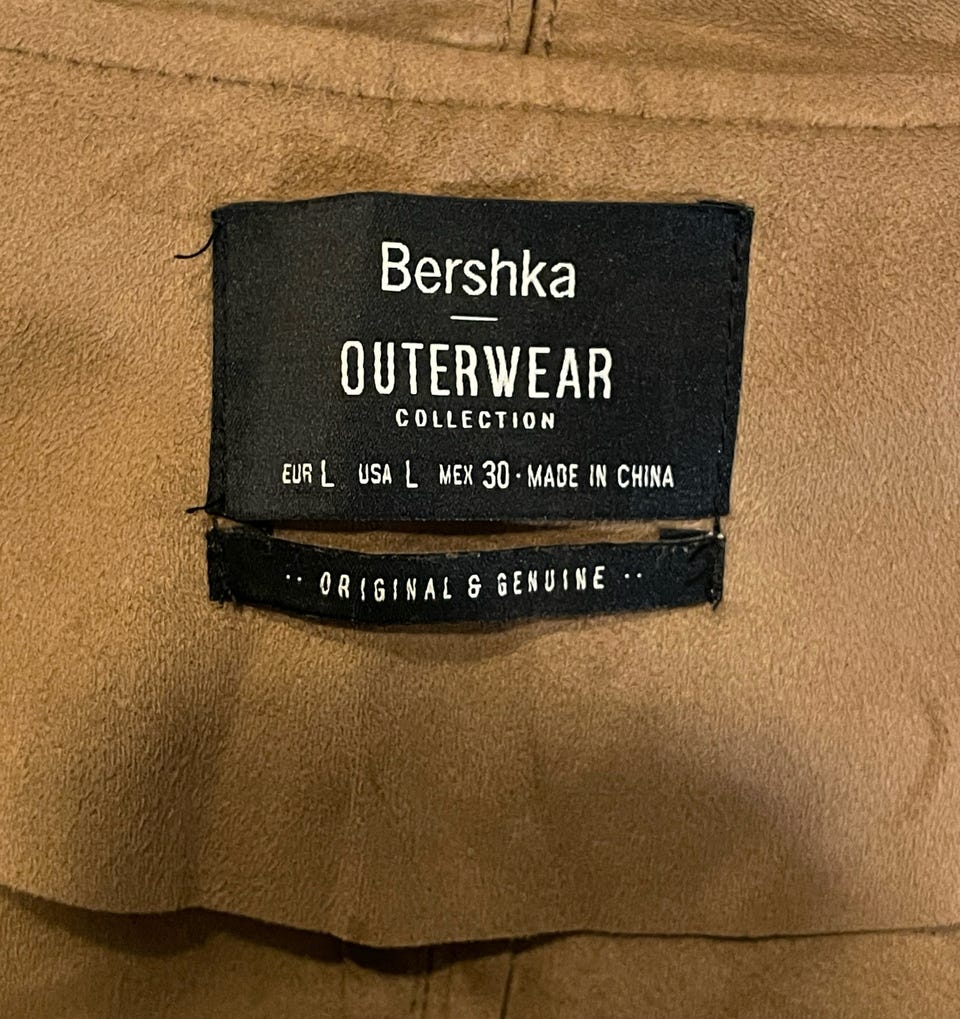 Bershka
OUTERWEAR
COLLECTION
EUR L USA L MEX 30 · MADE IN CHINA
·· ORIGINAL & GENUINE ··